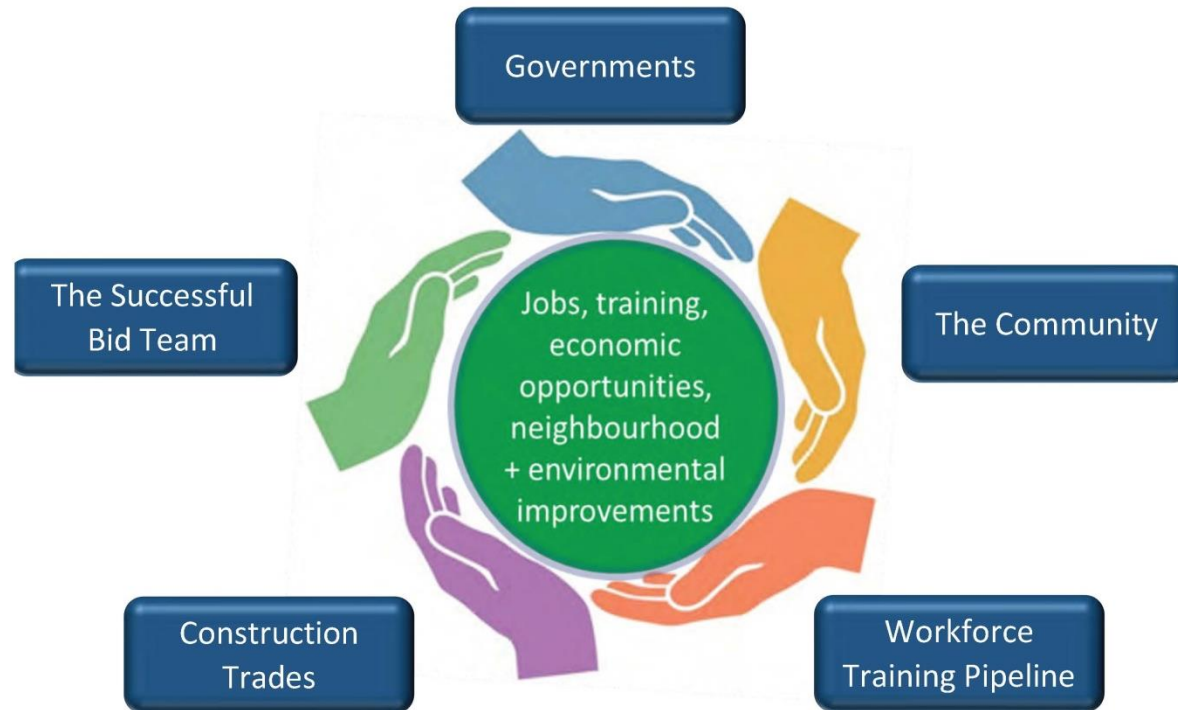 Governments
The Successful
Bid Team
Jobs, training,
economic
opportunities,
neighbourhood
+ environmental
improvements
The Community
Construction
Trades
Workforce
Training Pipeline